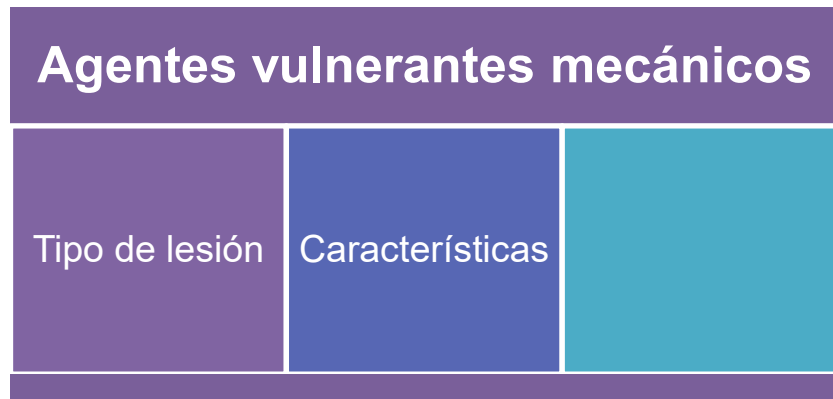 Agentes vulnerantes mecánicos
Tipo de lesión
Características